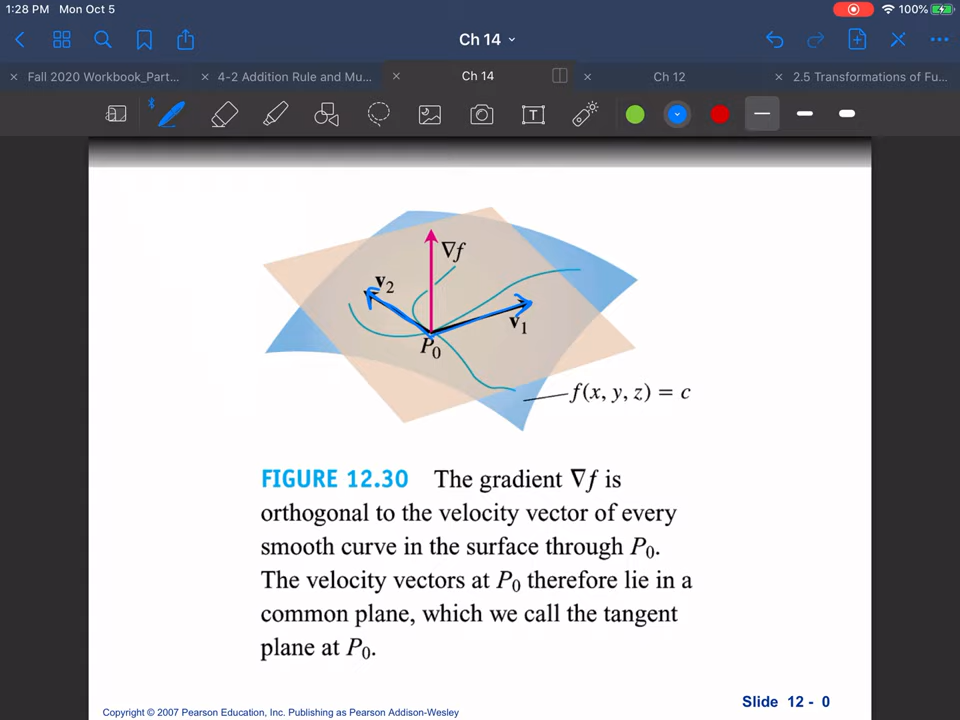 1:28 PM Mon Oct 5
100%
Ch 14
Fall 2020 Workbook_Part...
4-2 Addition Rule and Mu...
Ch 14
Ch 12
2.5 Transformations of Fu...
T
∇f
v₂
v₁
P₀
f(x, y, z) = c
FIGURE 12.30 The gradient ∇f is
orthogonal to the velocity vector of every
smooth curve in the surface through P₀.
The velocity vectors at P₀ therefore lie in a
common plane, which we call the tangent
plane at P₀.
Slide 12 - 0
Copyright © 2007 Pearson Education, Inc. Publishing as Pearson Addison-Wesley